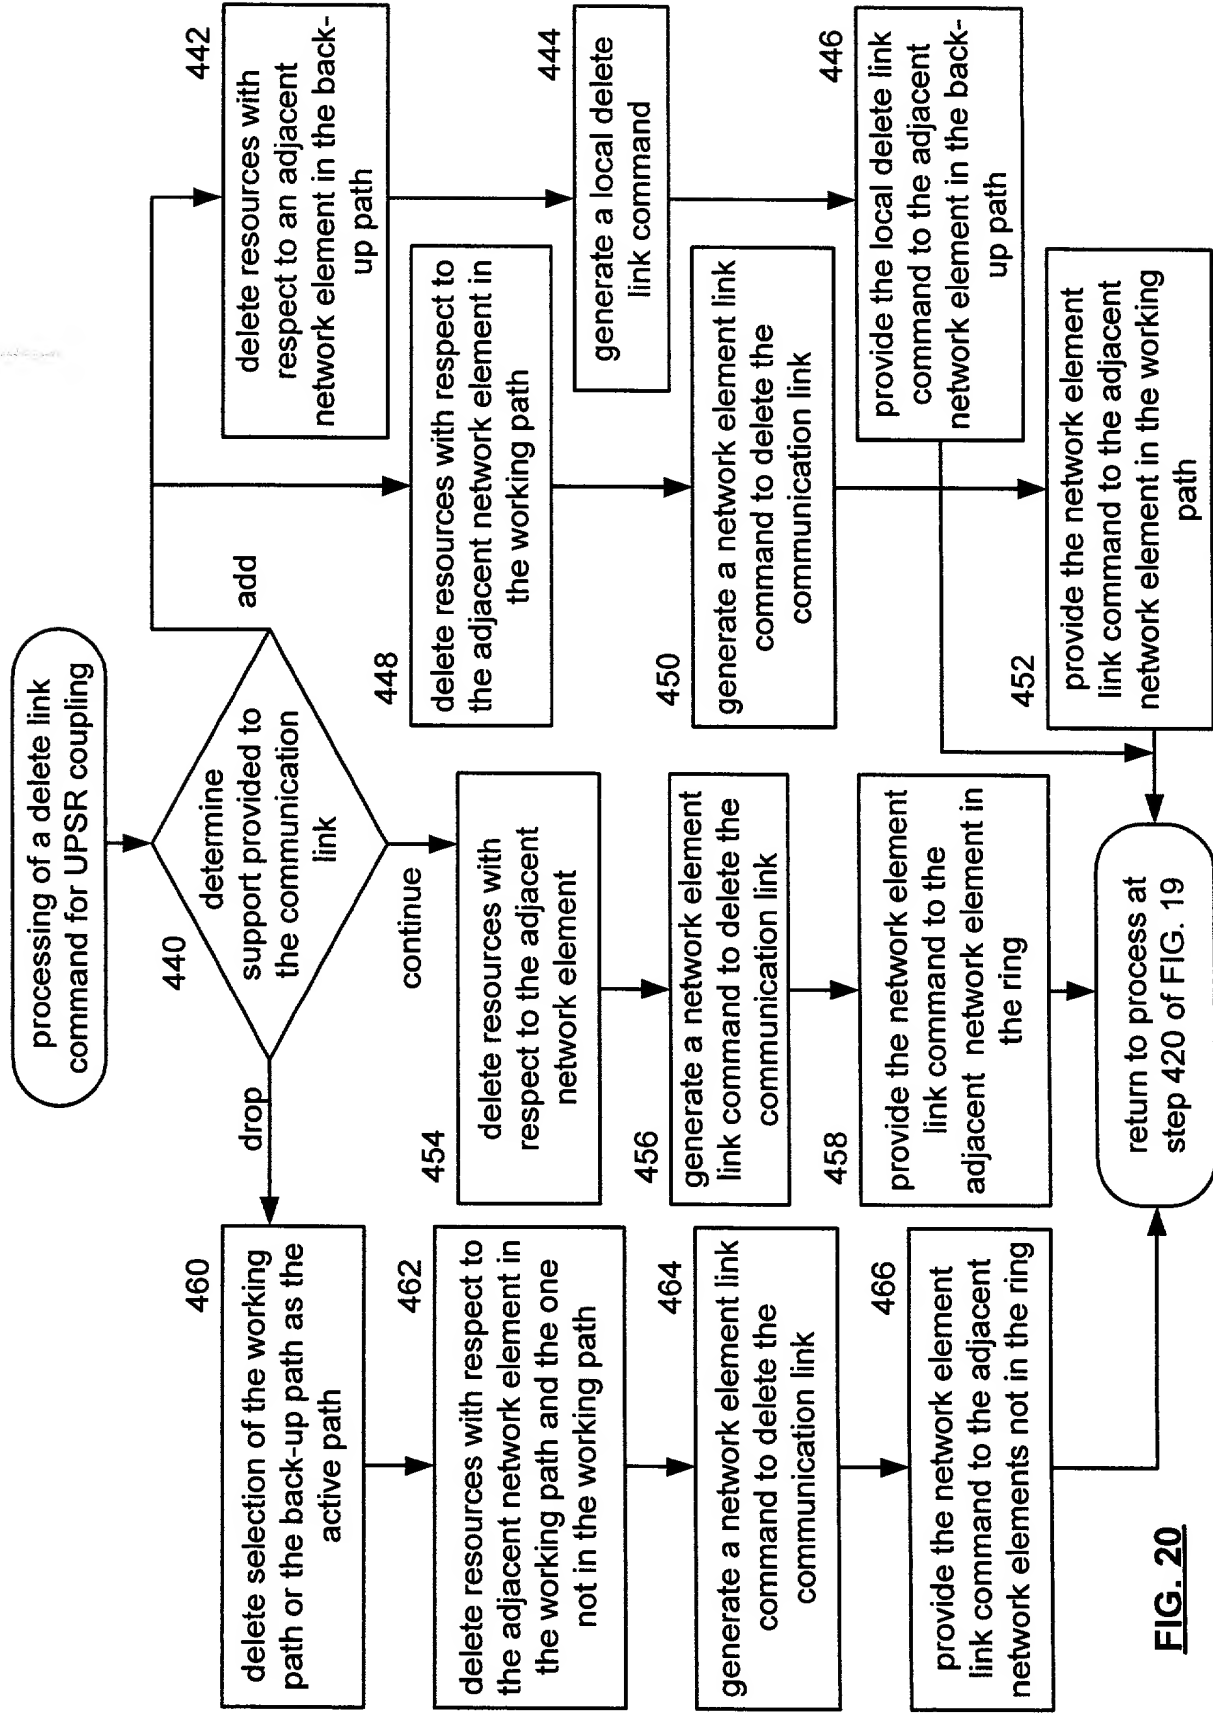 processing of a delete link
command for UPSR coupling
440
determine
support provided to
the communication
link
add
drop
continue
442
delete resources with
respect to an adjacent
network element in the back-
up path
444
generate a local delete
link command
446
provide the local delete link
command to the adjacent
network element in the back-
up path
448
delete resources with respect to
the adjacent network element in
the working path
450
generate a network element link
command to delete the
communication link
452
provide the network element
link command to the adjacent
network element in the working
path
454
delete resources with
respect to the adjacent
network element
456
generate a network element
link command to delete the
communication link
458
provide the network element
link command to the
adjacent network element in
the ring
460
delete selection of the working
path or the back-up path as the
active path
462
delete resources with respect to
the adjacent network element in
the working path and the one
not in the working path
464
generate a network element link
command to delete the
communication link
466
provide the network element
link command to the adjacent
network elements not in the ring
return to process at
step 420 of FIG. 19
FIG. 20